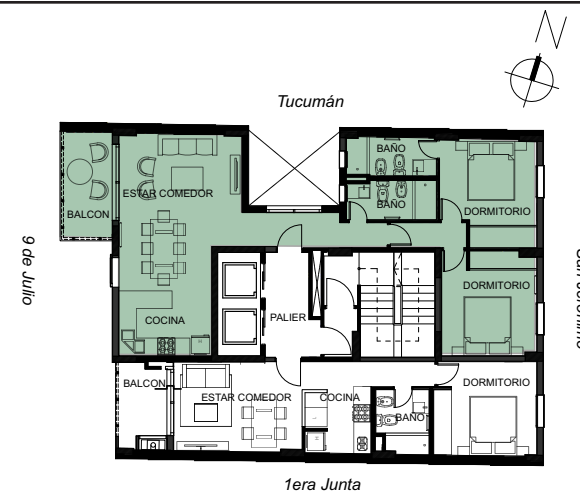 N
Tucumán
BAÑO
ESTAR COMEDOR
BAÑO
BALCON
DORMITORIO
9 de Julio
DORMITORIO
COCINA
PALIER
BALCON
ESTAR COMEDOR
COCINA
DORMITORIO
BAÑO
1era Junta